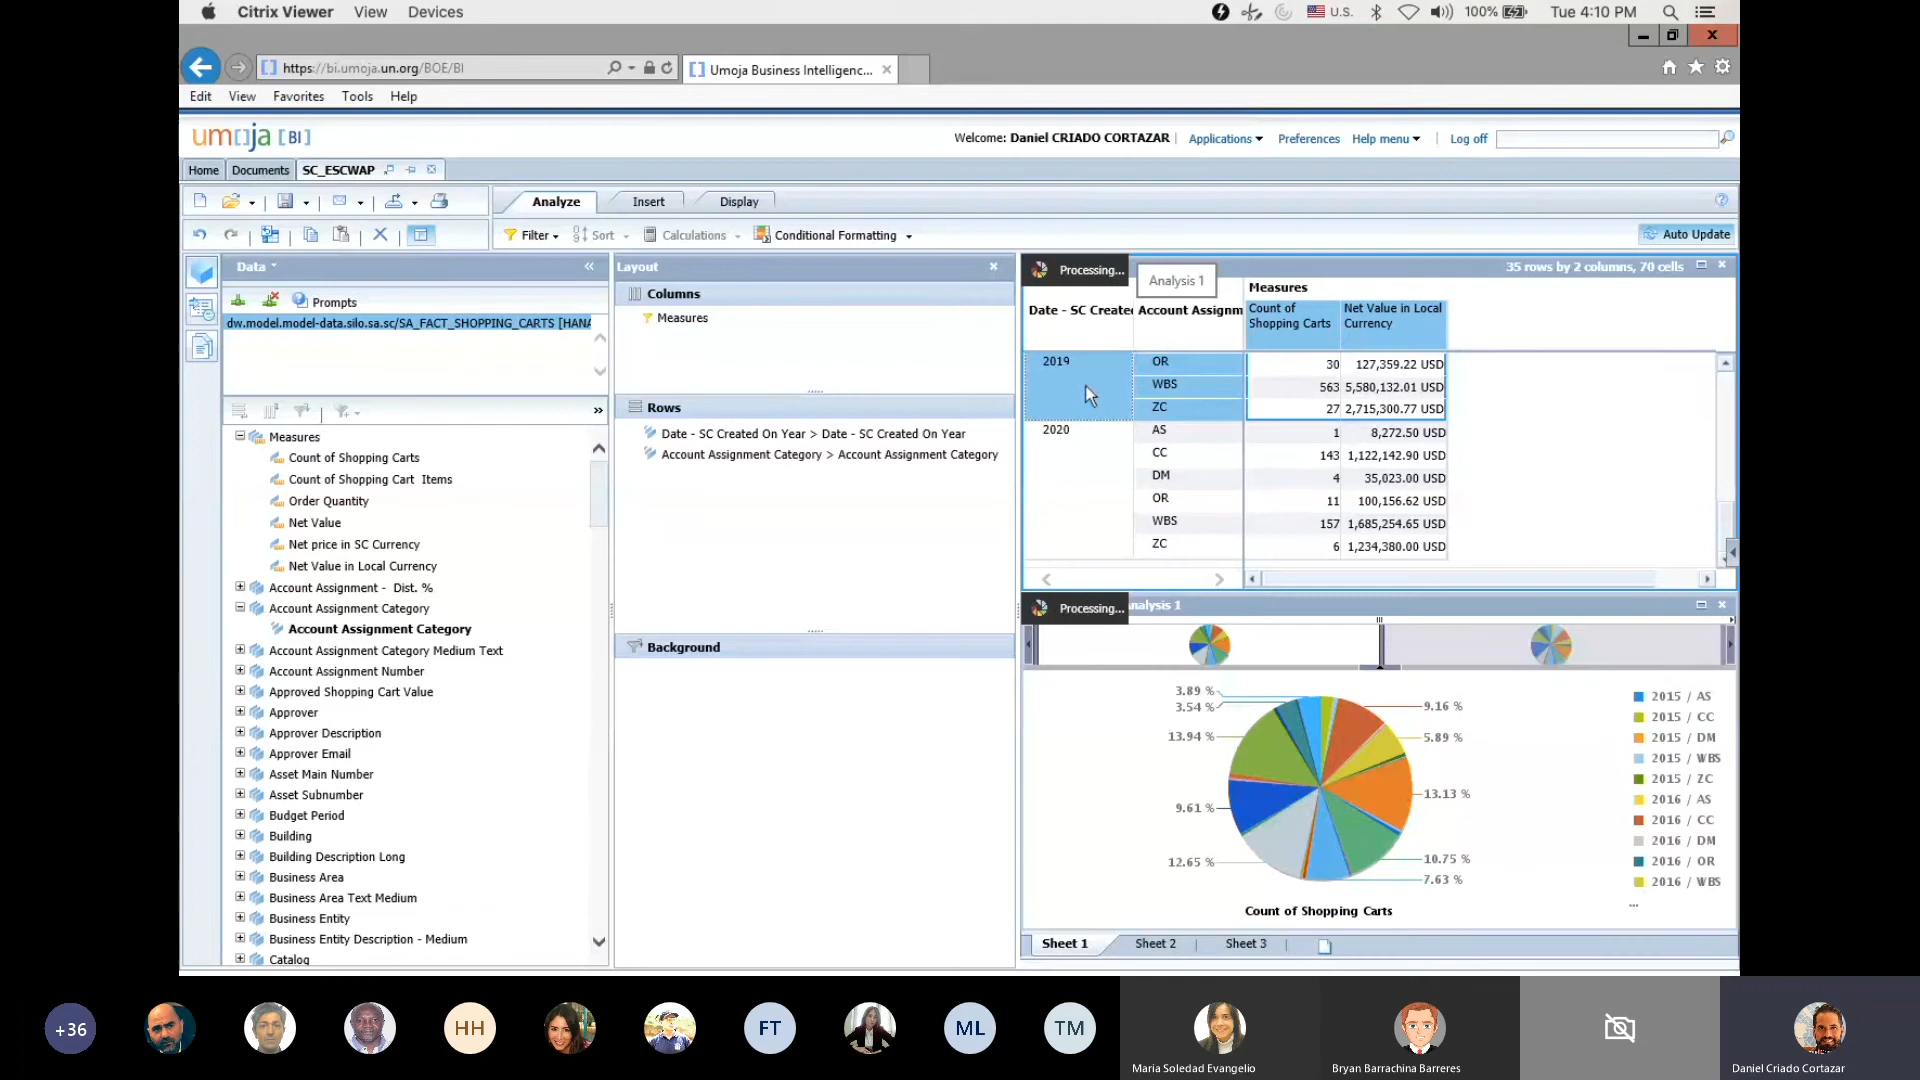 Citrix Viewer View Devices
U.S. 100% Tue 4:10 PM
https://bi.umoja.un.org/BOE/BI
Umoja Business Intelligenc...
Edit View Favorites Tools Help
um[]ja [BI]
Welcome: Daniel CRIADO CORTAZAR
Applications Preferences Help menu Log off
Home Documents SC_ESCWAP
Analyze Insert Display
Filter Sort Calculations Conditional Formatting
Auto Update
Data
Prompts
dw.model.model-data.silo.sa.sc/SA_FACT_SHOPPING_CARTS [HANA
Measures
Count of Shopping Carts
Count of Shopping Cart Items
Order Quantity
Net Value
Net price in SC Currency
Net Value in Local Currency
Account Assignment - Dist. %
Account Assignment Category
Account Assignment Category
Account Assignment Category Medium Text
Account Assignment Number
Approved Shopping Cart Value
Approver
Approver Description
Approver Email
Asset Main Number
Asset Subnumber
Budget Period
Building
Building Description Long
Business Area
Business Area Text Medium
Business Entity
Business Entity Description - Medium
Catalog
Layout
Columns
Measures
Rows
Date - SC Created On Year > Date - SC Created On Year
Account Assignment Category > Account Assignment Category
Background
Processing...
Analysis 1
35 rows by 2 columns, 70 cells
Measures
Date - SC Create Account Assignm Count of Shopping Carts Net Value in Local Currency
2019 OR 30 127,359.22 USD
WBS 563 5,580,132.01 USD
ZC 27 2,715,300.77 USD
2020 AS 1 8,272.50 USD
CC 143 1,122,142.90 USD
DM 4 35,023.00 USD
OR 11 100,156.62 USD
WBS 157 1,685,254.65 USD
ZC 6 1,234,380.00 USD
Processing... nalysis 1
3.89 %
3.54 %
13.94 %
9.61 %
12.65 %
9.16 %
5.89 %
13.13 %
10.75 %
7.63 %
Count of Shopping Carts
2015 / AS
2015 / CC
2015 / DM
2015 / WBS
2015 / ZC
2016 / AS
2016 / CC
2016 / DM
2016 / OR
2016 / WBS
...
Sheet 1 Sheet 2 Sheet 3
+36 HH FT ML TM
Maria Soledad Evangelio
Bryan Barrachina Barreres
Daniel Criado Cortazar